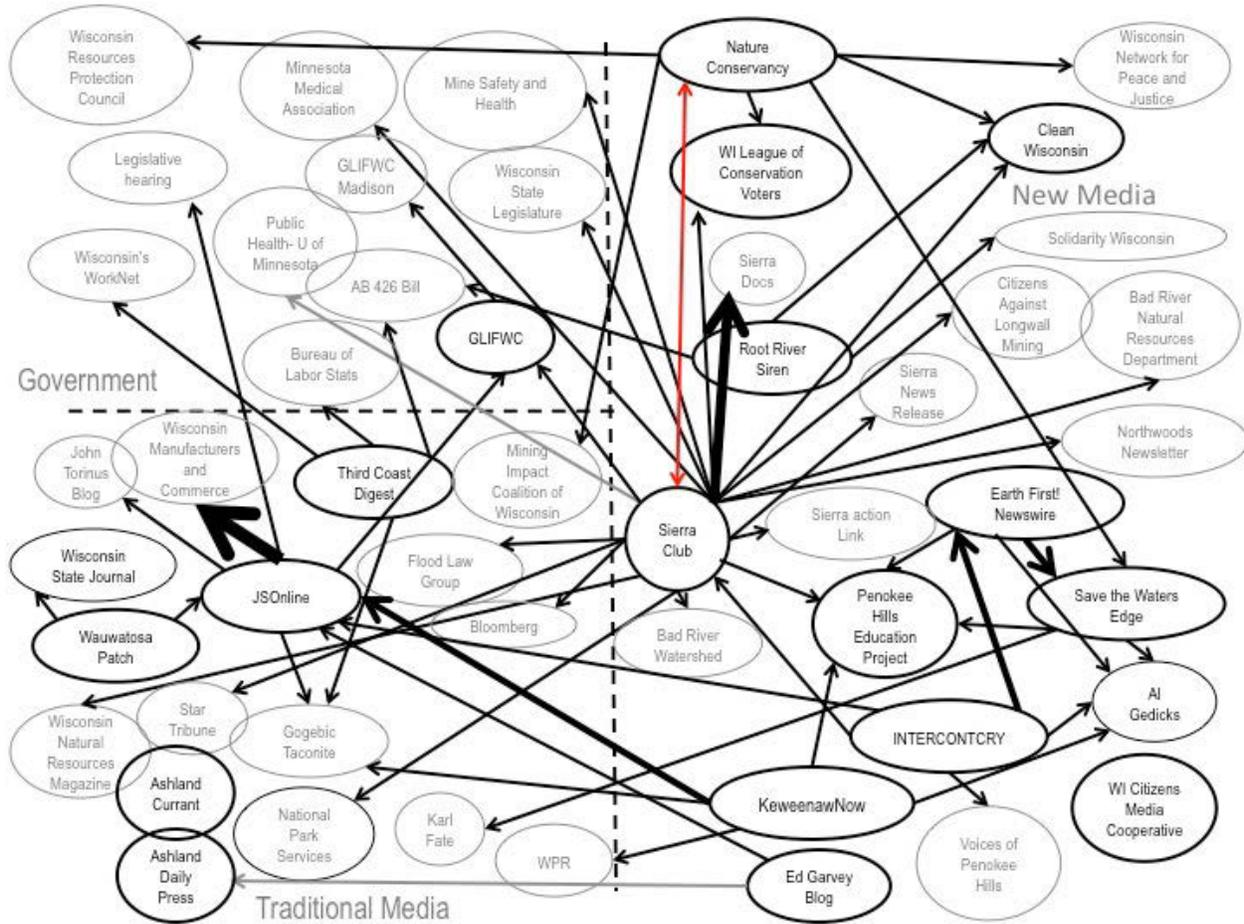 Wisconsin
Resources
Protection
Council
Minnesota
Medical
Association
Mine Safety and
Health
Nature
Conservancy
Wisconsin
Network for
Peace and
Justice
Clean
Wisconsin
WI League of
Conservation
Voters
Legislative
hearing
GLIFWC
Madison
Wisconsin
State
Legislature
New Media
Public
Health- U of
Minnesota
Solidarity Wisconsin
Wisconsin's
WorkNet
AB 426 Bill
Sierra
Docs
Citizens
Against
Longwall
Mining
Bad River
Natural
Resources
Department
GLIFWC
Root River
Siren
Bureau of
Labor Stats
Government
Sierra
News
Release
Wisconsin
Manufacturers
and
Commerce
John
Torinus
Blog
Third Coast
Digest
Mining
Impact
Coalition of
Wisconsin
Northwoods
Newsletter
Earth First!
Newswire
Sierra
Club
Sierra action
Link
Wisconsin
State Journal
JSOnline
Flood Law
Group
Penokee
Hills
Education
Project
Save the Waters
Edge
Bloomberg
Wauwatosa
Patch
Bad River
Watershed
Al
Gedicks
Wisconsin
Natural
Resources
Magazine
Star
Tribune
Gogebic
Taconite
INTERCONTCRY
Ashland
Currant
KeweenawNow
WI Citizens
Media
Cooperative
National
Park
Services
Karl
Fate
WPR
Voices of
Penokee
Hills
Ashland
Daily
Press
Ed Garvey
Blog
Traditional Media